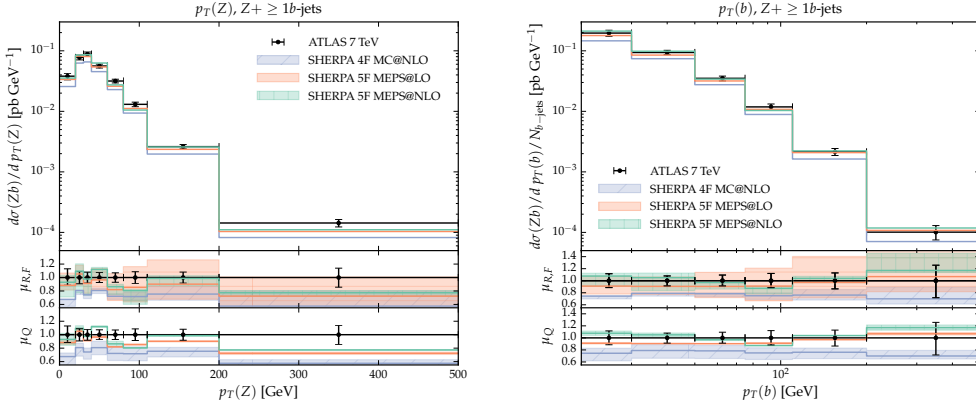 p_T(Z), Z+ ≥ 1b-jets
dσ(Zb)/d p_T(Z) [pb GeV⁻¹]
10⁻¹
10⁻²
10⁻³
10⁻⁴
ATLAS 7 TeV
SHERPA 4F MC@NLO
SHERPA 5F MEPS@LO
SHERPA 5F MEPS@NLO
μ_{R,F}
1.2
1.0
0.8
0.6
μ_Q
1.2
1.0
0.8
0.6
0 100 200 300 400 500
p_T(Z) [GeV]
p_T(b), Z+ ≥ 1b-jets
dσ(Zb)/d p_T(b)/N_{b−jets} [pb GeV⁻¹]
10⁻¹
10⁻²
10⁻³
10⁻⁴
ATLAS 7 TeV
SHERPA 4F MC@NLO
SHERPA 5F MEPS@LO
SHERPA 5F MEPS@NLO
μ_{R,F}
1.4
1.2
1.0
0.8
0.6
μ_Q
1.2
1.0
0.8
0.6
10²
p_T(b) [GeV]